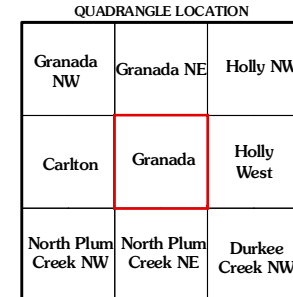 QUADRANGLE LOCATION
Granada
NW
Granada NE
Holly NW
Carlton
Granada
Holly
West
North Plum
Creek NW
North Plum
Creek NE
Durkee
Creek NW